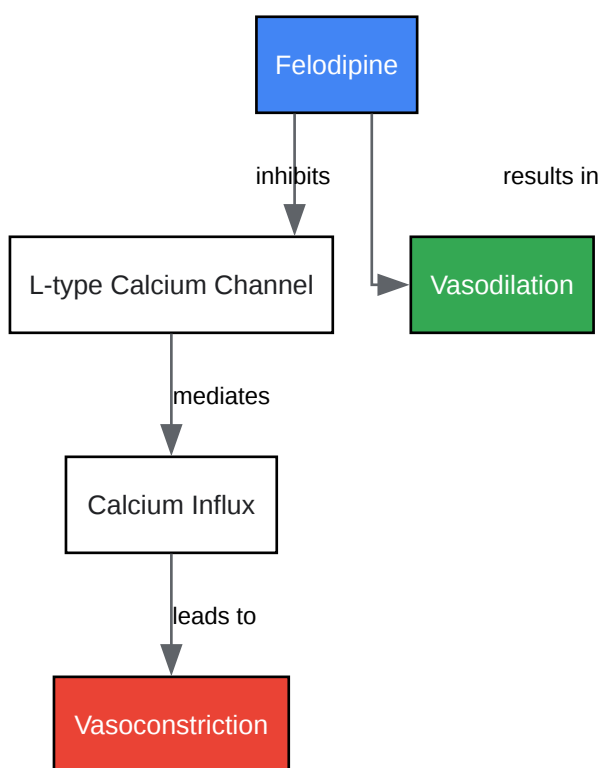 Felodipine
inhibits
results in
L-type Calcium Channel
Vasodilation
mediates
Calcium Influx
leads to
Vasoconstriction